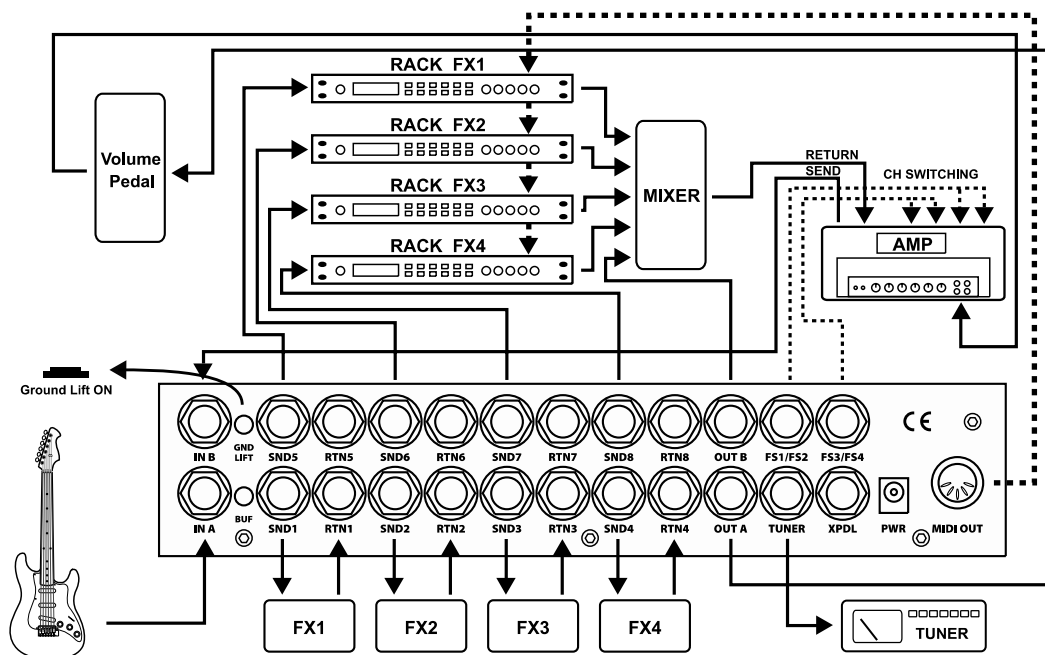 RACK FX1
RACK FX2
RACK FX3
RACK FX4
Volume
Pedal
MIXER
RETURN
SEND
CH SWITCHING
AMP
Ground Lift ON
IN B
GND
LIFT
SND5
RTN5
SND6
RTN6
SND7
RTN7
SND8
RTN8
OUT B
FS1/FS2
FS3/FS4
CE
IN A
BUF
SND1
RTN1
SND2
RTN2
SND3
RTN3
SND4
RTN4
OUT A
TUNER
XPDL
PWR
MIDI OUT
FX1
FX2
FX3
FX4
TUNER